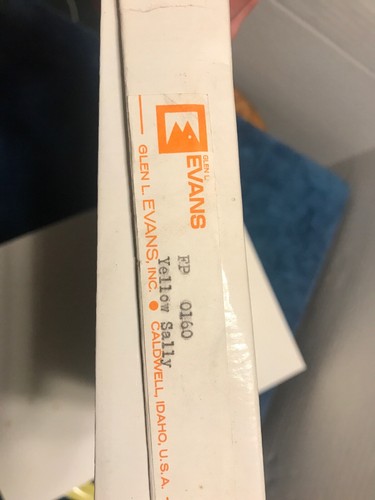 GLEN L.
EVANS
FP 0160
Yellow Sally
GLEN L. EVANS, INC. • CALDWELL, IDAHO, U.S.A.